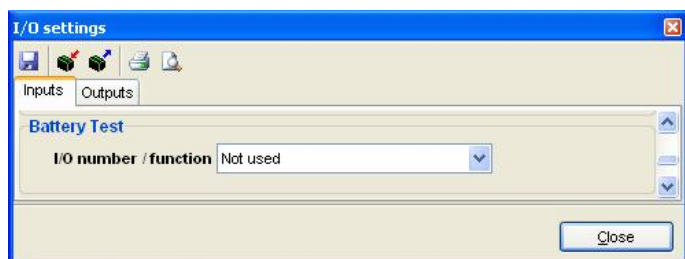 I/O settings
Inputs Outputs
Battery Test
I/O number / function Not used
Close